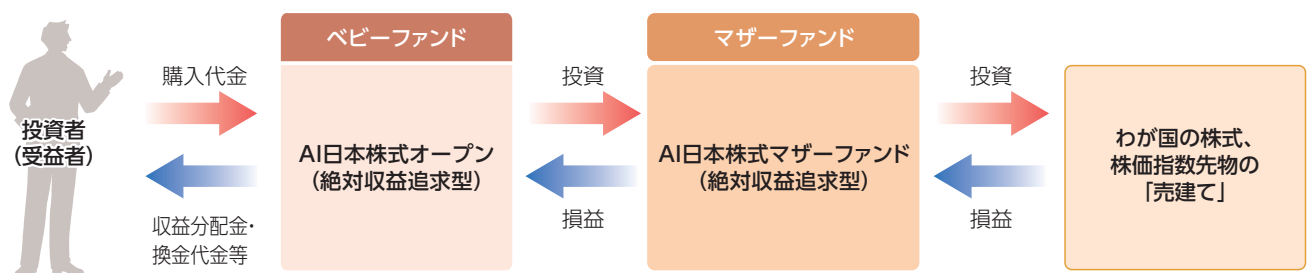 ベビーファンド
マザーファンド
購入代金
投資
投資
投資者
(受益者)
AI日本株式オープン
(絶対収益追求型)
AI日本株式マザーファンド
(絶対収益追求型)
わが国の株式、
株価指数先物の
「売建て」
収益分配金・
換金代金等
損益
損益